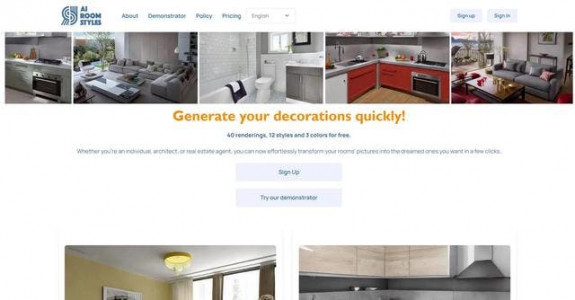 AI
ROOM
STYLES
About Demonstrator Policy Pricing English Sign up Sign in
Generate your decorations quickly!
40 renderings, 12 styles and 3 colors for free.
Whether you're an individual, architect, or real estate agent, you can now effortlessly transform your rooms' pictures into the dreamed ones you want in a few clicks.
Sign Up
Try our demonstrator